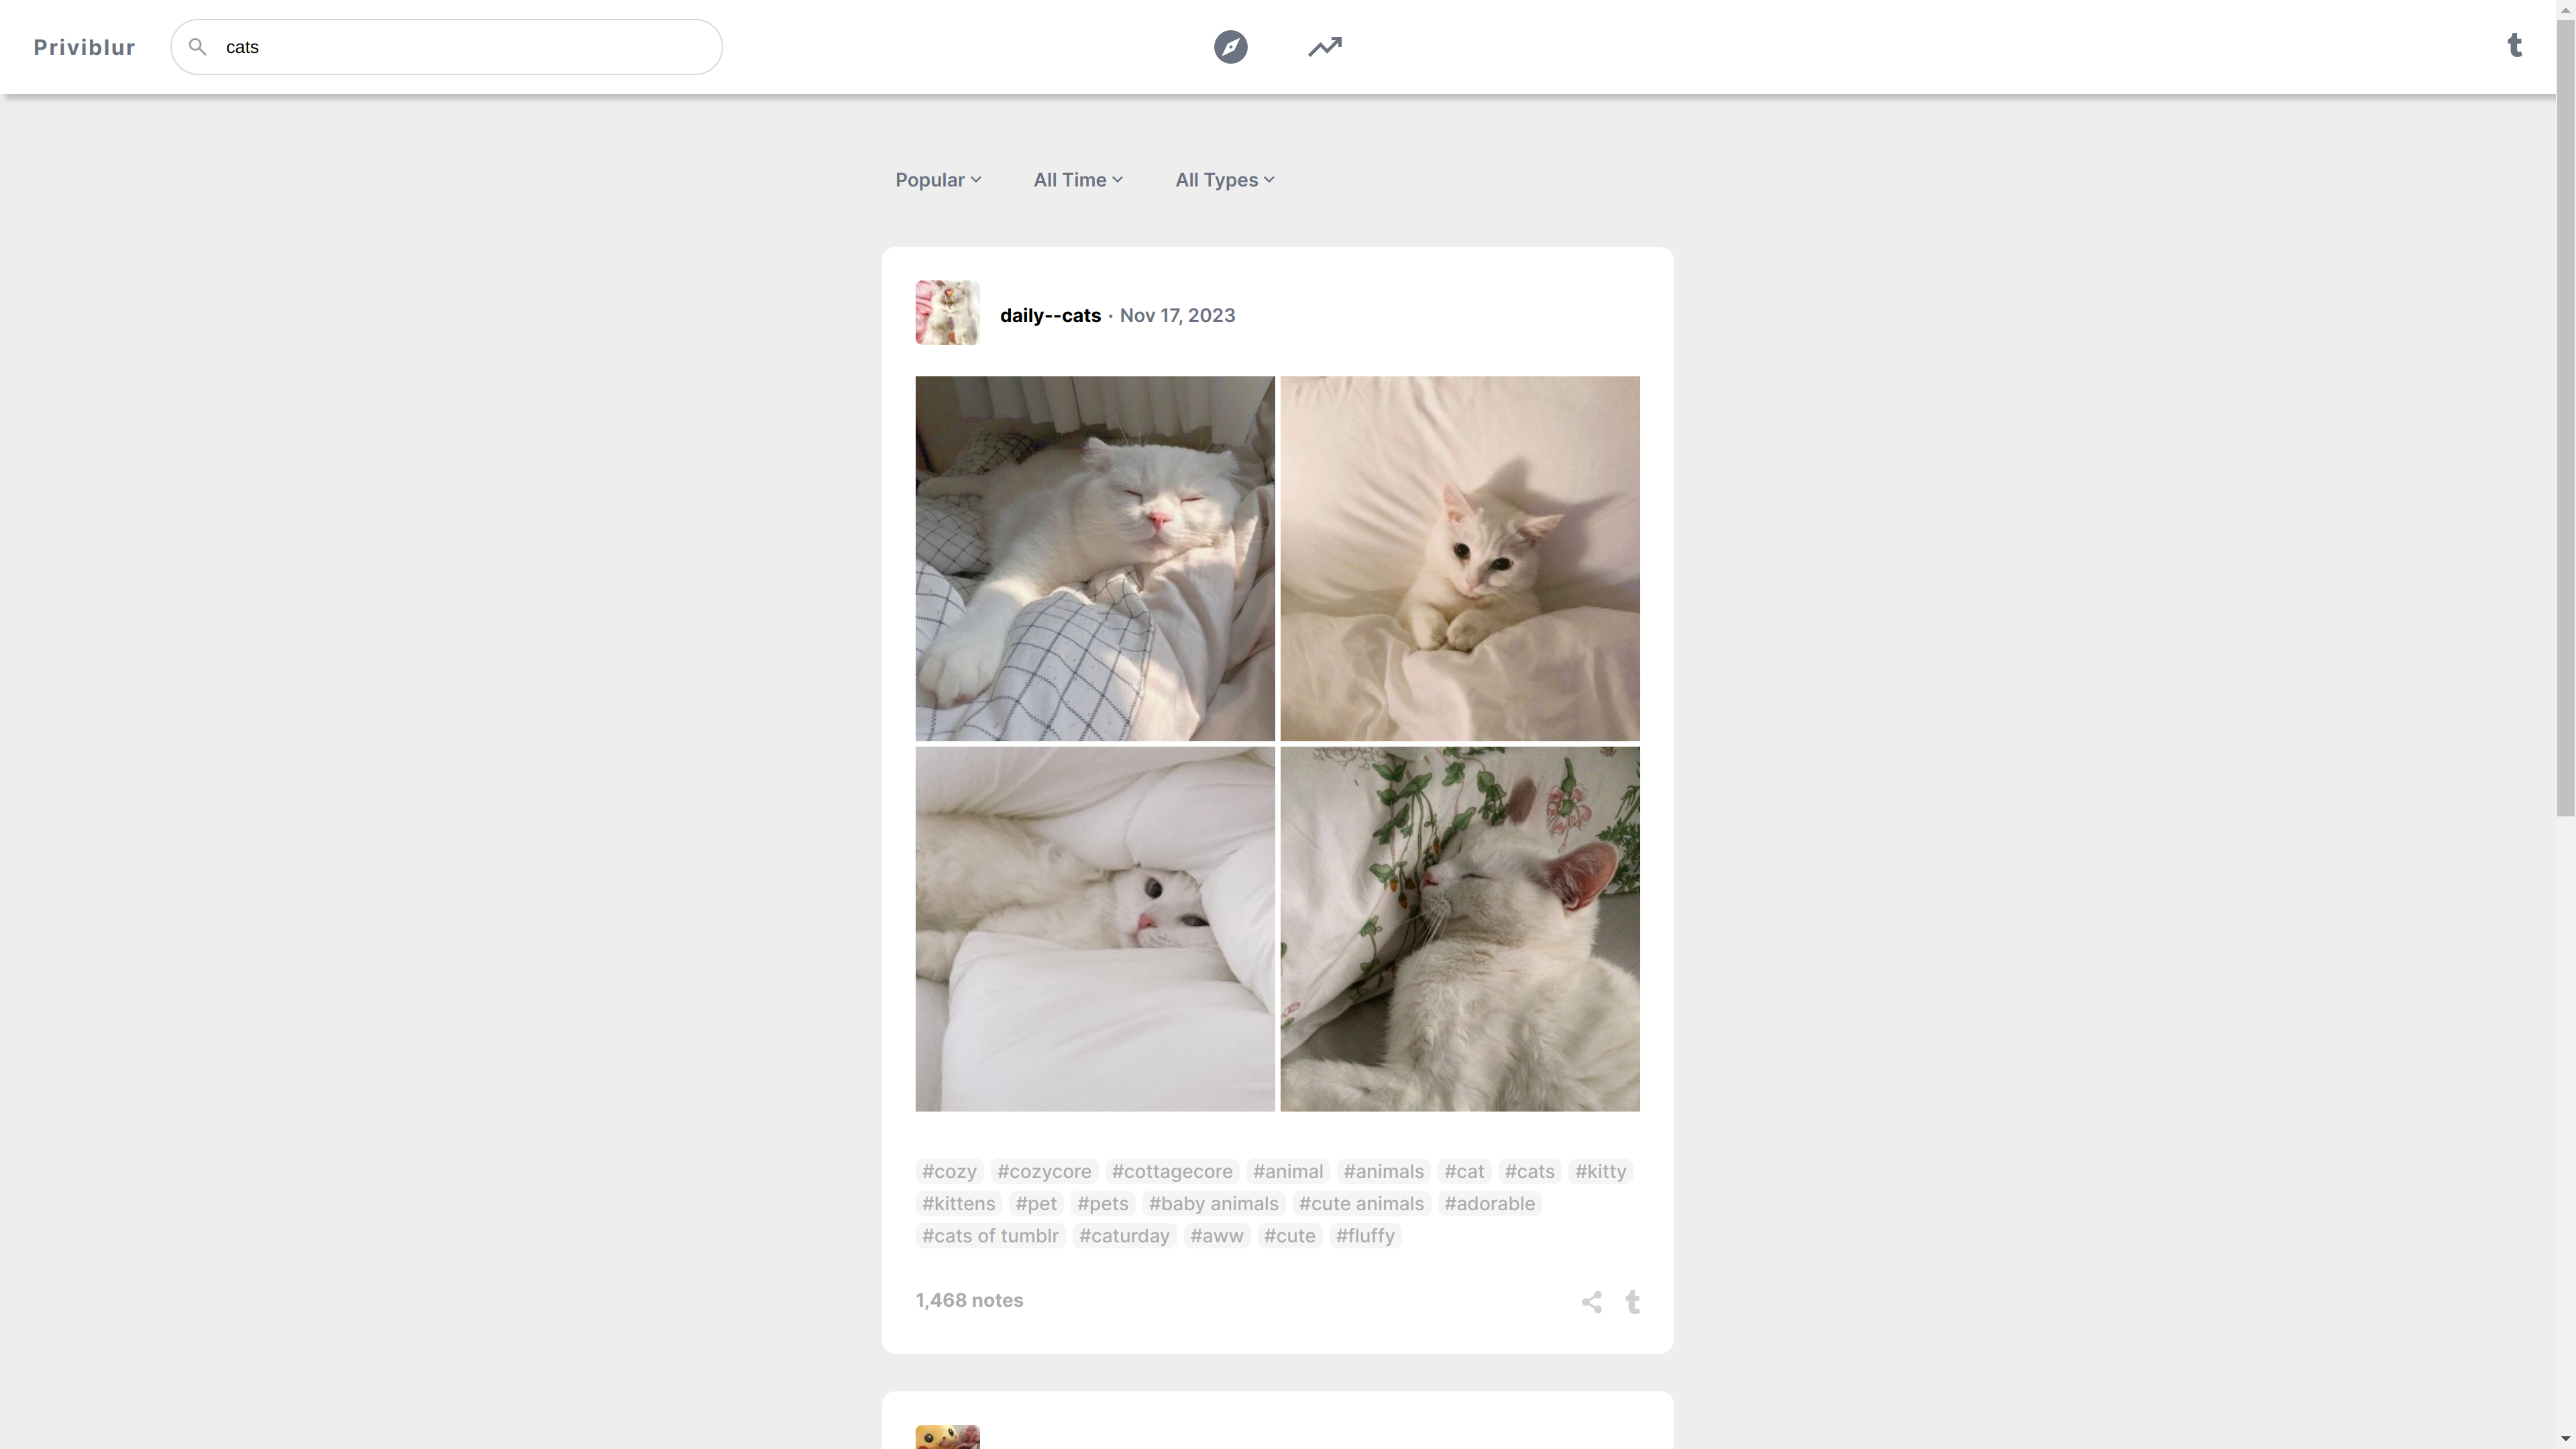 Priviblur
cats
Popular All Time All Types
daily--cats · Nov 17, 2023
#cozy #cozycore #cottagecore #animal #animals #cat #cats #kitty
#kittens #pet #pets #baby animals #cute animals #adorable
#cats of tumblr #caturday #aww #cute #fluffy
1,468 notes